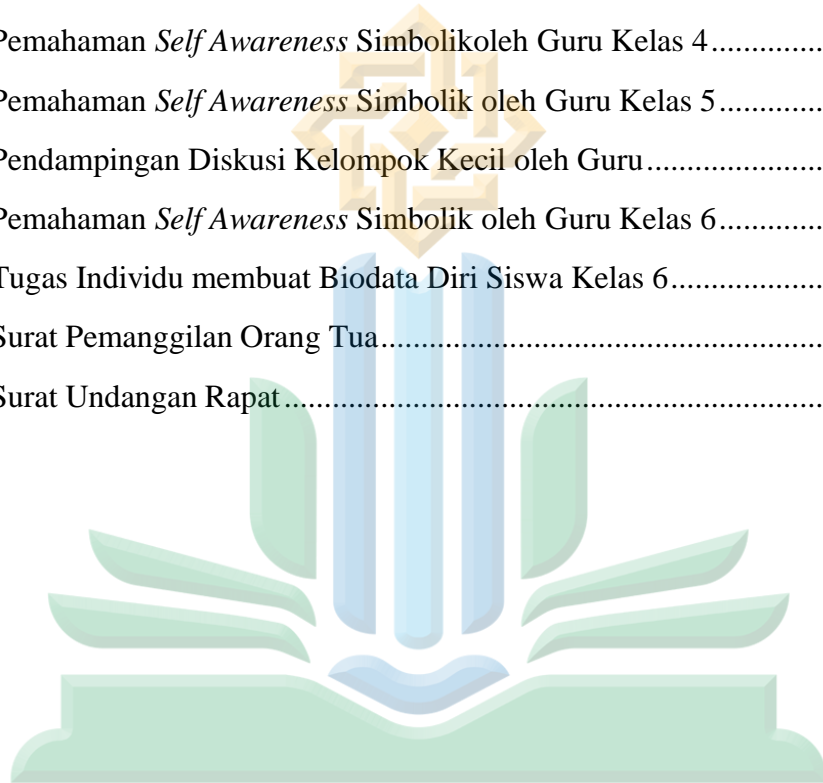 Pemahaman Self Awareness Simbolikoleh Guru Kelas 4..............
Pemahaman Self Awareness Simbolik oleh Guru Kelas 5.............
Pendampingan Diskusi Kelompok Kecil oleh Guru......................
Pemahaman Self Awareness Simbolik oleh Guru Kelas 6.............
Tugas Individu membuat Biodata Diri Siswa Kelas 6...................
Surat Pemanggilan Orang Tua.......................................................
Surat Undangan Rapat...................................................................